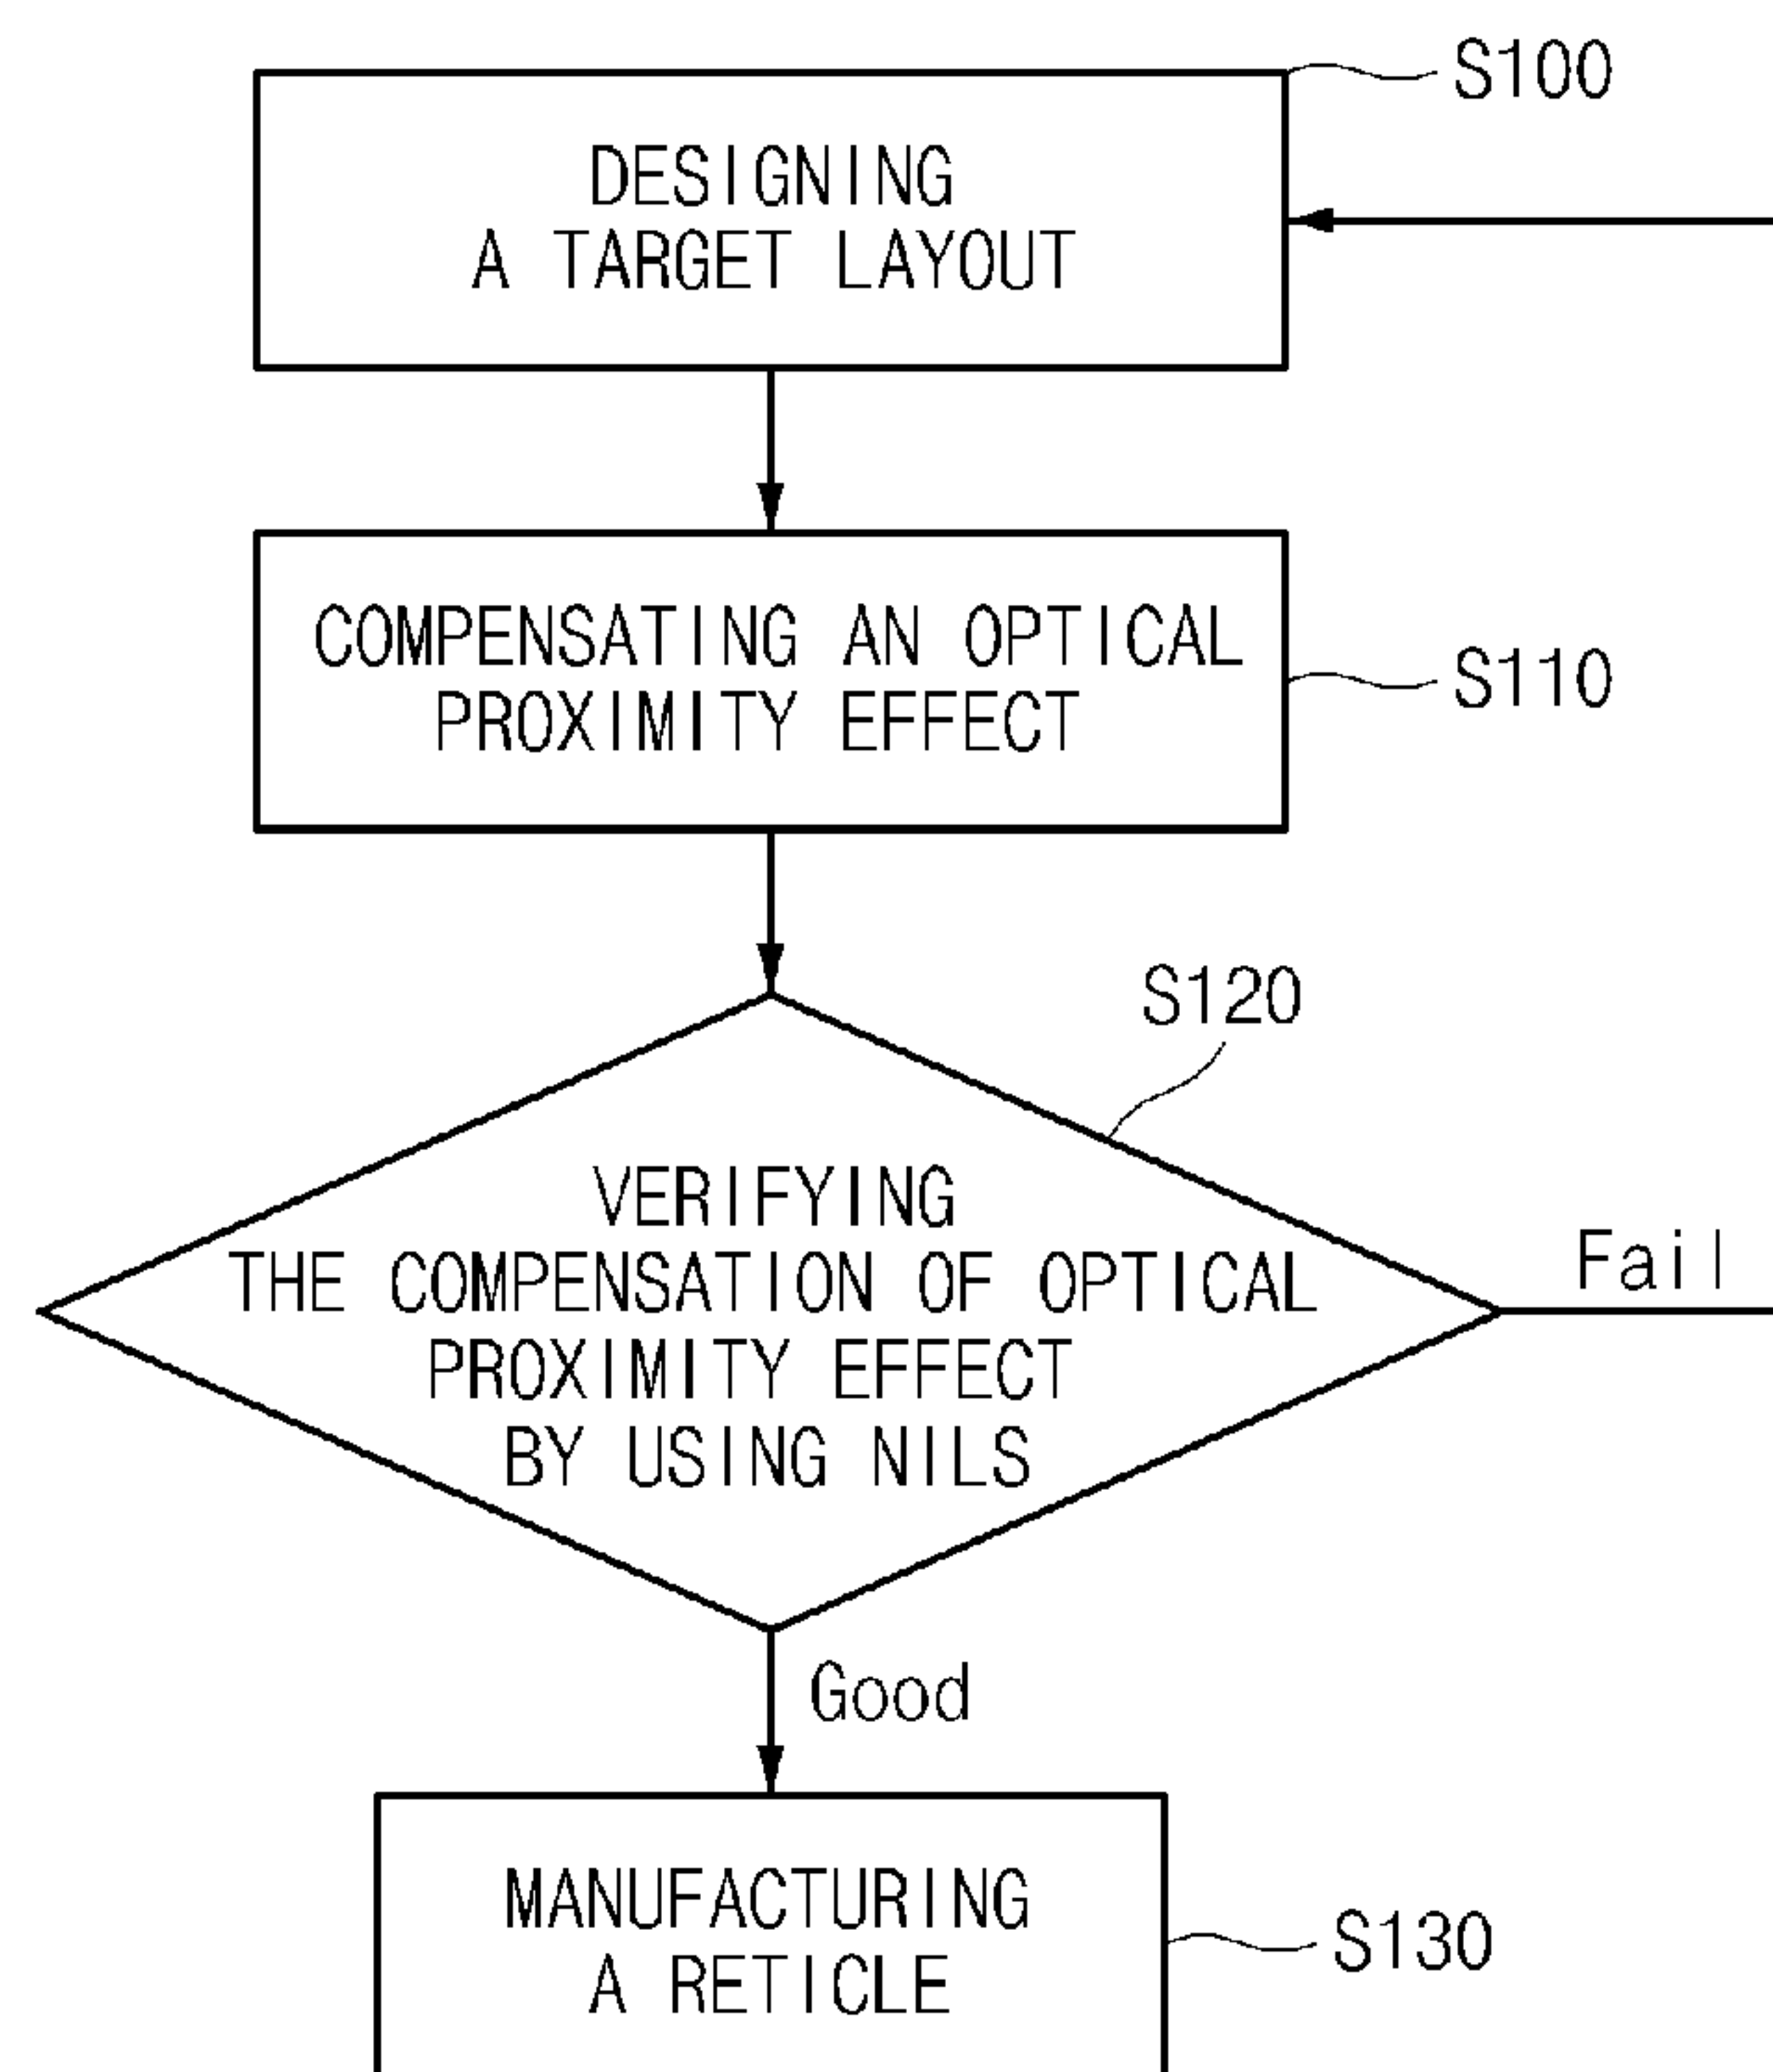 S100
DESIGNING
A TARGET LAYOUT
COMPENSATING AN OPTICAL
PROXIMITY EFFECT
S110
S120
VERIFYING
THE COMPENSATION OF OPTICAL
PROXIMITY EFFECT
BY USING NILS
Fail
Good
MANUFACTURING
A RETICLE
S130